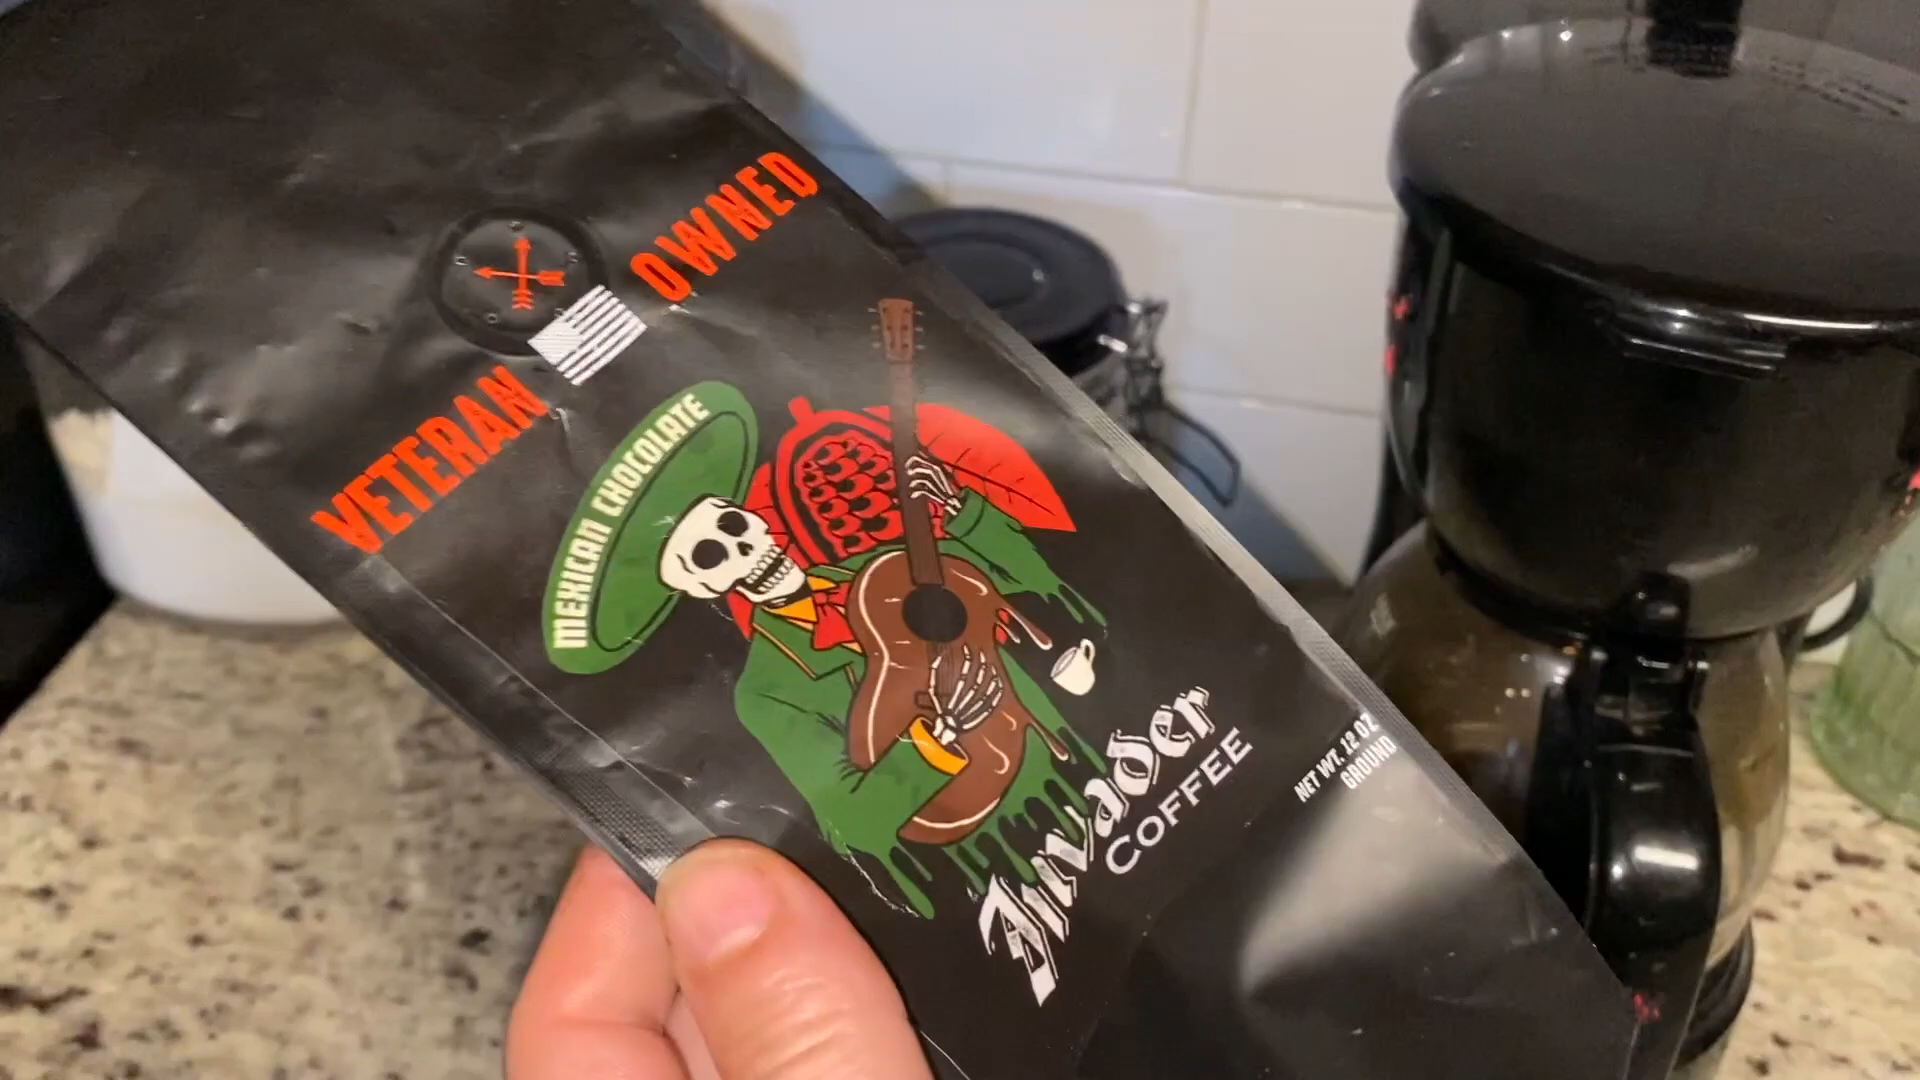 VETERAN OWNED
MEXICAN CHOCOLATE
Invader
COFFEE
NET WT. 12 OZ
GROUND